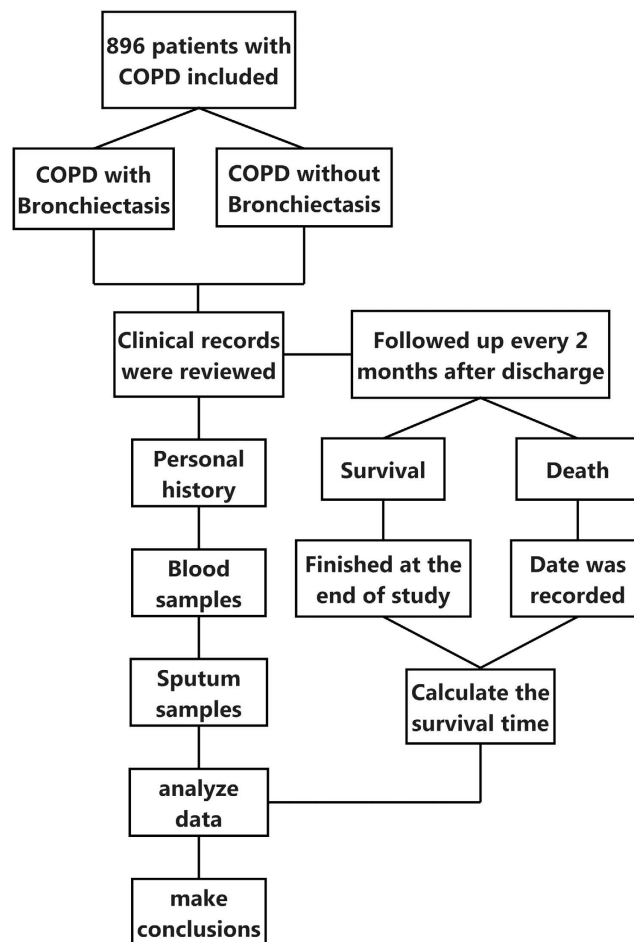 896 patients with
COPD included
COPD with
Bronchiectasis
COPD without
Bronchiectasis
Clinical records
were reviewed
Followed up every 2
months after discharge
Personal
history
Survival
Death
Blood
samples
Finished at the
end of study
Date was
recorded
Sputum
samples
Calculate the
survival time
analyze
data
make
conclusions